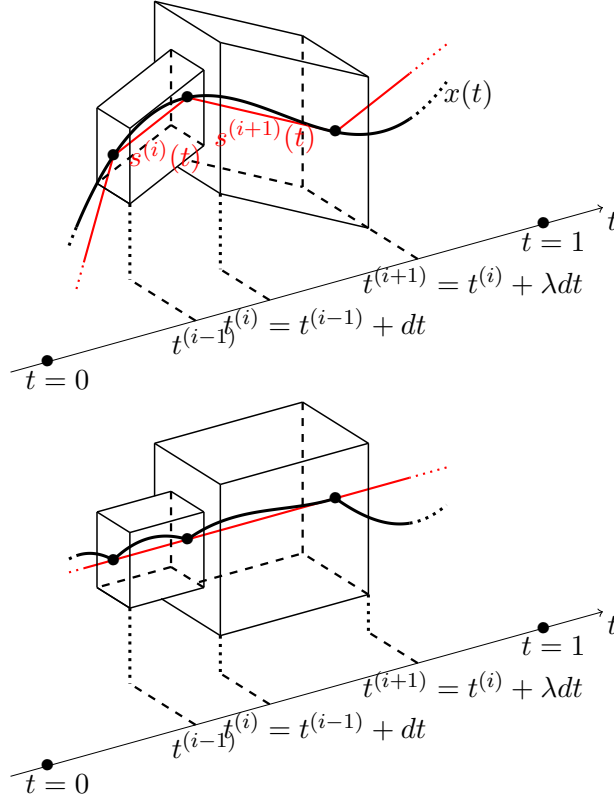 x(t)
s^{(i+1)}(t)
s^{(i)}(t)
t
t = 1
t^{(i+1)} = t^{(i)} + λdt
t^{(i)} = t^{(i−1)} + dt
t^{(i−1)}
t = 0
t
t = 1
t^{(i+1)} = t^{(i)} + λdt
t^{(i)} = t^{(i−1)} + dt
t^{(i−1)}
t = 0